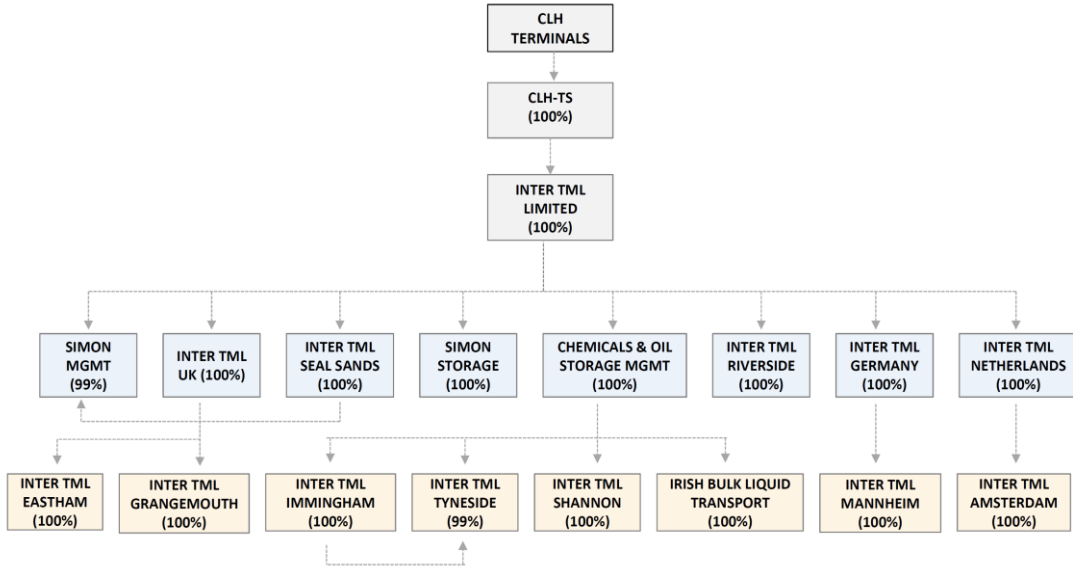 CLH
TERMINALS
CLH-TS
(100%)
INTER TML
LIMITED
(100%)
SIMON
MGMT
(99%)
INTER TML
UK (100%)
INTER TML
SEAL SANDS
(100%)
SIMON
STORAGE
(100%)
CHEMICALS & OIL
STORAGE MGMT
(100%)
INTER TML
RIVERSIDE
(100%)
INTER TML
GERMANY
(100%)
INTER TML
NETHERLANDS
(100%)
INTER TML
EASTHAM
(100%)
INTER TML
GRANGEMOUTH
(100%)
INTER TML
IMMINGHAM
(100%)
INTER TML
TYNESIDE
(99%)
INTER TML
SHANNON
(100%)
IRISH BULK LIQUID
TRANSPORT
(100%)
INTER TML
MANNHEIM
(100%)
INTER TML
AMSTERDAM
(100%)